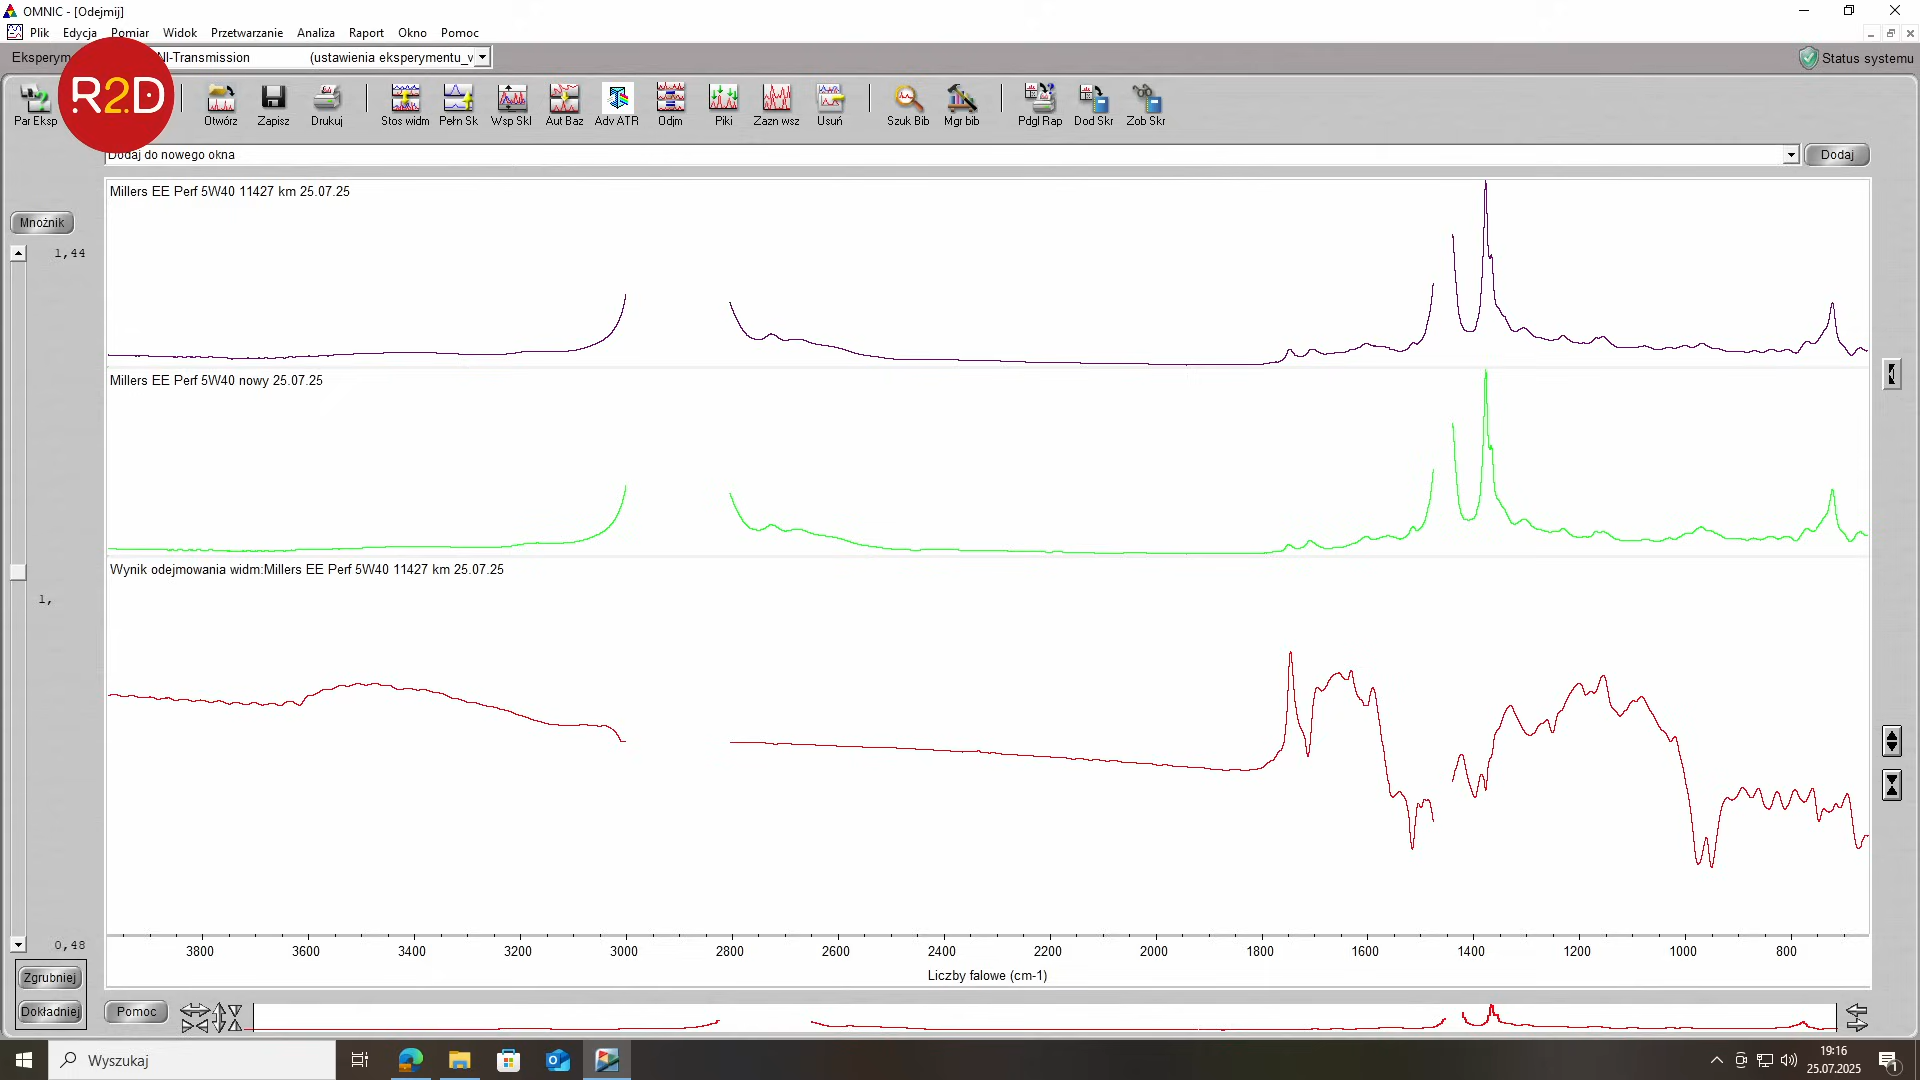 OMNIC - [Odejmij]
Plik Edycja Pomiar Widok Przetwarzanie Analiza Raport Okno Pomoc
Eksperym NI-Transmission (ustawienia eksperymentu_v Status systemu
R2D
Par Eksp Otwórz Zapisz Drukuj Stos widm Pełn Sk Wsp Skl Aut Baz Adv ATR Odjm Piki Zazn wsz Usuń Szuk Bib Mgr bib Pdgl Rap Dod Skr Zob Skr
Dodaj do nowego okna Dodaj
Millers EE Perf 5W40 11427 km 25.07.25
Mnożnik
1,44
Millers EE Perf 5W40 nowy 25.07.25
Wynik odejmowania widm:Millers EE Perf 5W40 11427 km 25.07.25
1,
0,48
3800 3600 3400 3200 3000 2800 2600 2400 2200 2000 1800 1600 1400 1200 1000 800
Liczby falowe (cm-1)
Zgrubniej
Dokładniej
Pomoc
Wyszukaj
19:16
25.07.2025
1